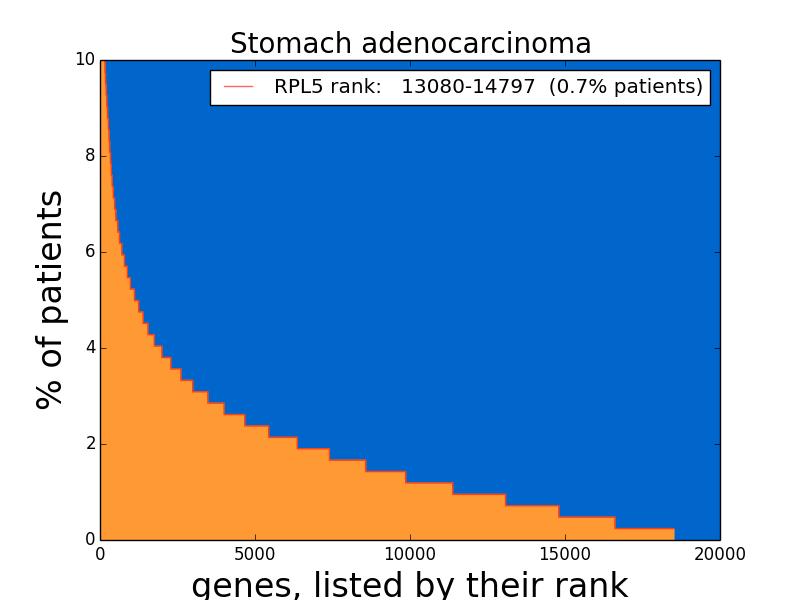 Stomach adenocarcinoma
RPL5 rank:   13080-14797  (0.7% patients)
% of patients
10
8
6
4
2
0
0 5000 10000 15000 20000
genes, listed by their rank